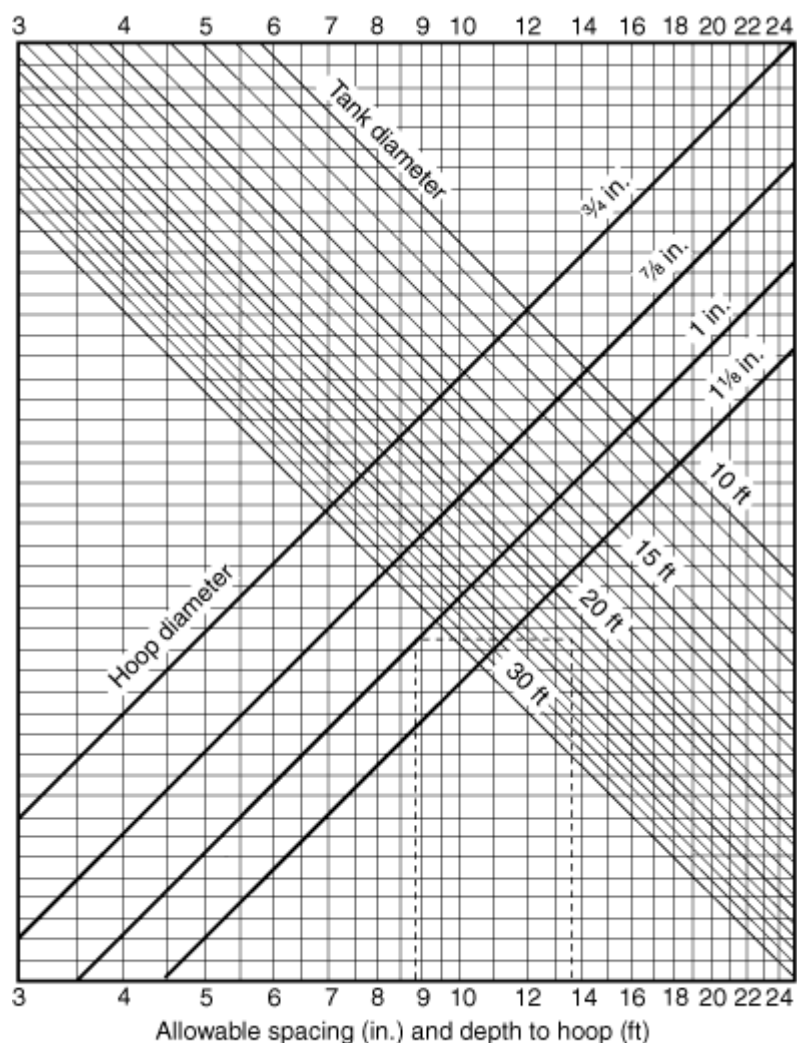 3 4 5 6 7 8 9 10 12 14 16 18 20 22 24
Tank diameter
3/4 in.
7/8 in.
1 in.
1 1/8 in.
10 ft
15 ft
20 ft
30 ft
Hoop diameter
3 4 5 6 7 8 9 10 12 14 16 18 20 22 24
Allowable spacing (in.) and depth to hoop (ft)